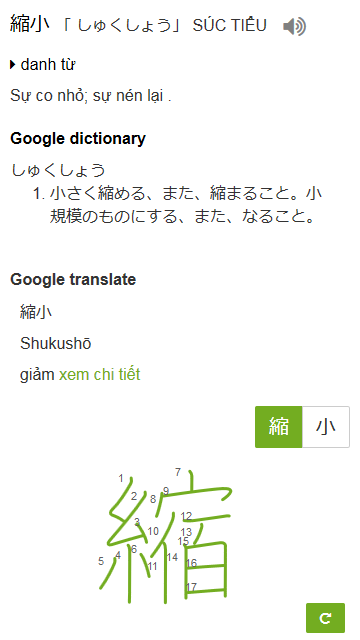 縮小 「 しゅくしょう」 SÚC TIỂU
danh từ
Sự co nhỏ; sự nén lại .
Google dictionary
しゅくしょう
1. 小さく縮める、また、縮まること。小
規模のものにする、また、なること。
Google translate
縮小
Shukushō
giảm xem chi tiết
縮 小
縮
1
2
3
4
5
6
7
8
9
10
11
12
13
14
15
16
17